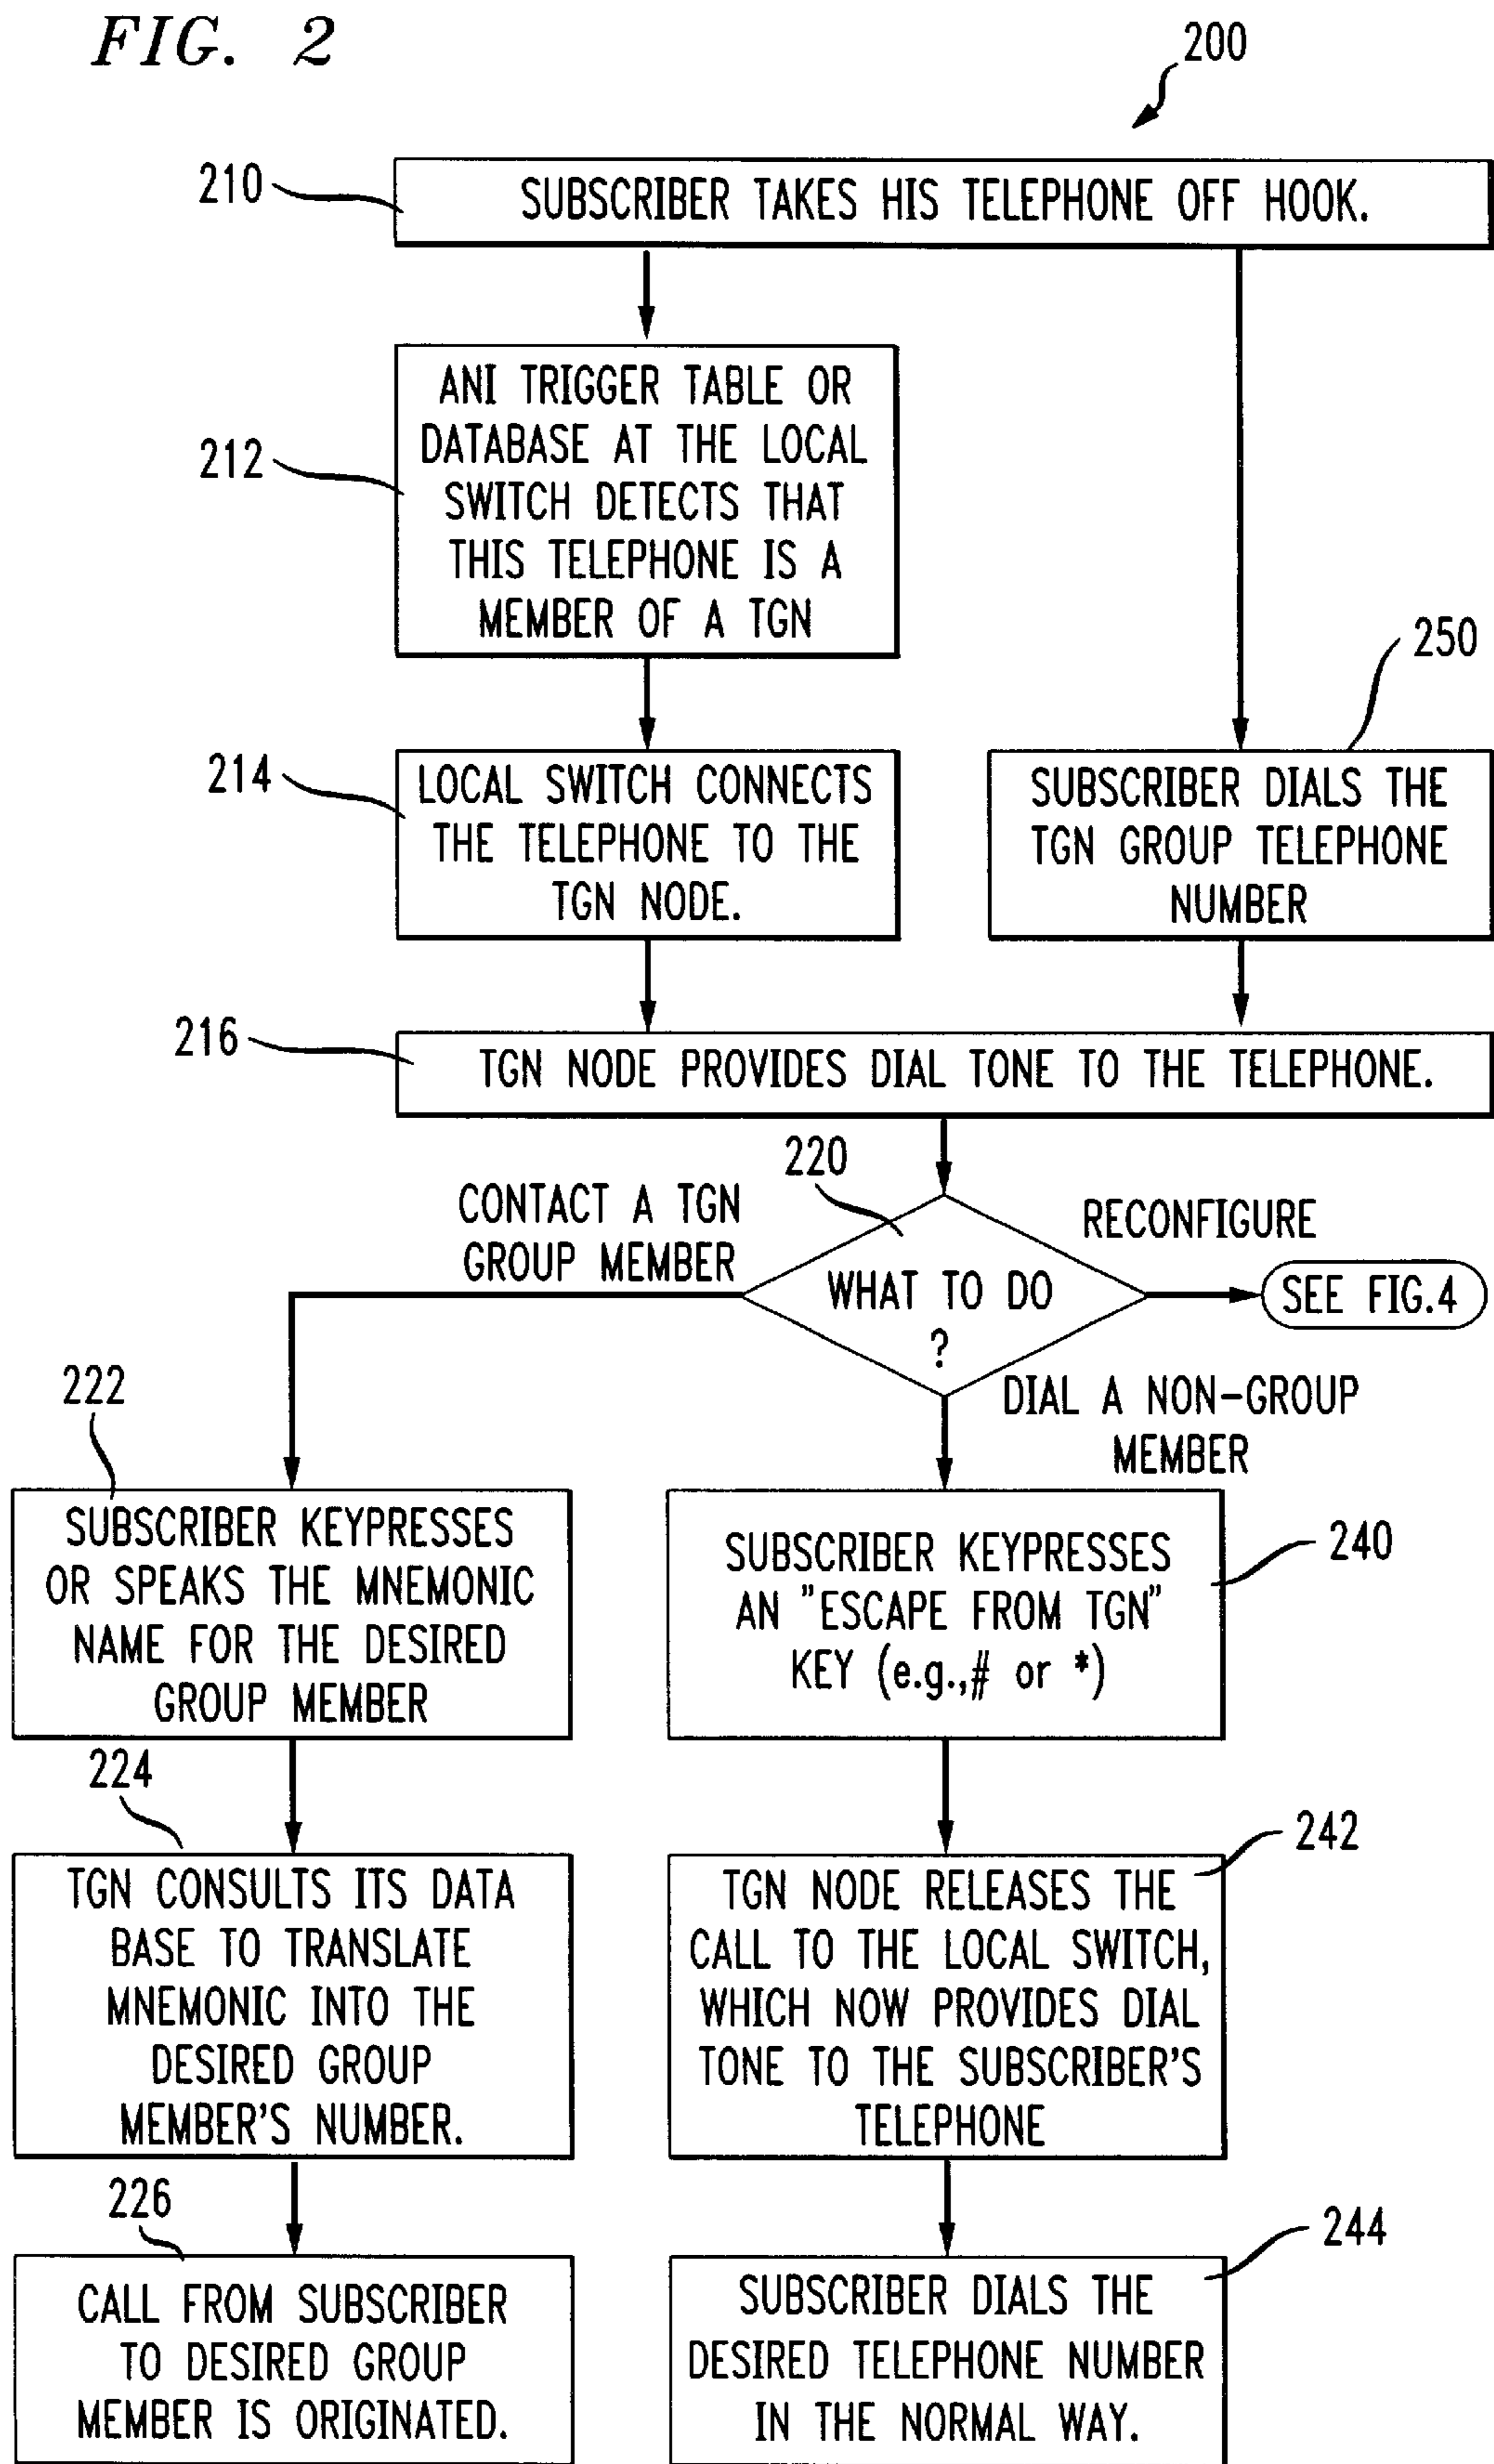 FIG. 2
200
210
SUBSCRIBER TAKES HIS TELEPHONE OFF HOOK.
212
ANI TRIGGER TABLE OR
DATABASE AT THE LOCAL
SWITCH DETECTS THAT
THIS TELEPHONE IS A
MEMBER OF A TGN
250
214
LOCAL SWITCH CONNECTS
THE TELEPHONE TO THE
TGN NODE.
SUBSCRIBER DIALS THE
TGN GROUP TELEPHONE
NUMBER
216
TGN NODE PROVIDES DIAL TONE TO THE TELEPHONE.
220
CONTACT A TGN
GROUP MEMBER
RECONFIGURE
WHAT TO DO
?
SEE FIG.4
DIAL A NON-GROUP
MEMBER
222
SUBSCRIBER KEYPRESSES
OR SPEAKS THE MNEMONIC
NAME FOR THE DESIRED
GROUP MEMBER
240
SUBSCRIBER KEYPRESSES
AN "ESCAPE FROM TGN"
KEY (e.g.,# or *)
224
TGN CONSULTS ITS DATA
BASE TO TRANSLATE
MNEMONIC INTO THE
DESIRED GROUP
MEMBER'S NUMBER.
242
TGN NODE RELEASES THE
CALL TO THE LOCAL SWITCH,
WHICH NOW PROVIDES DIAL
TONE TO THE SUBSCRIBER'S
TELEPHONE
226
CALL FROM SUBSCRIBER
TO DESIRED GROUP
MEMBER IS ORIGINATED.
244
SUBSCRIBER DIALS THE
DESIRED TELEPHONE NUMBER
IN THE NORMAL WAY.